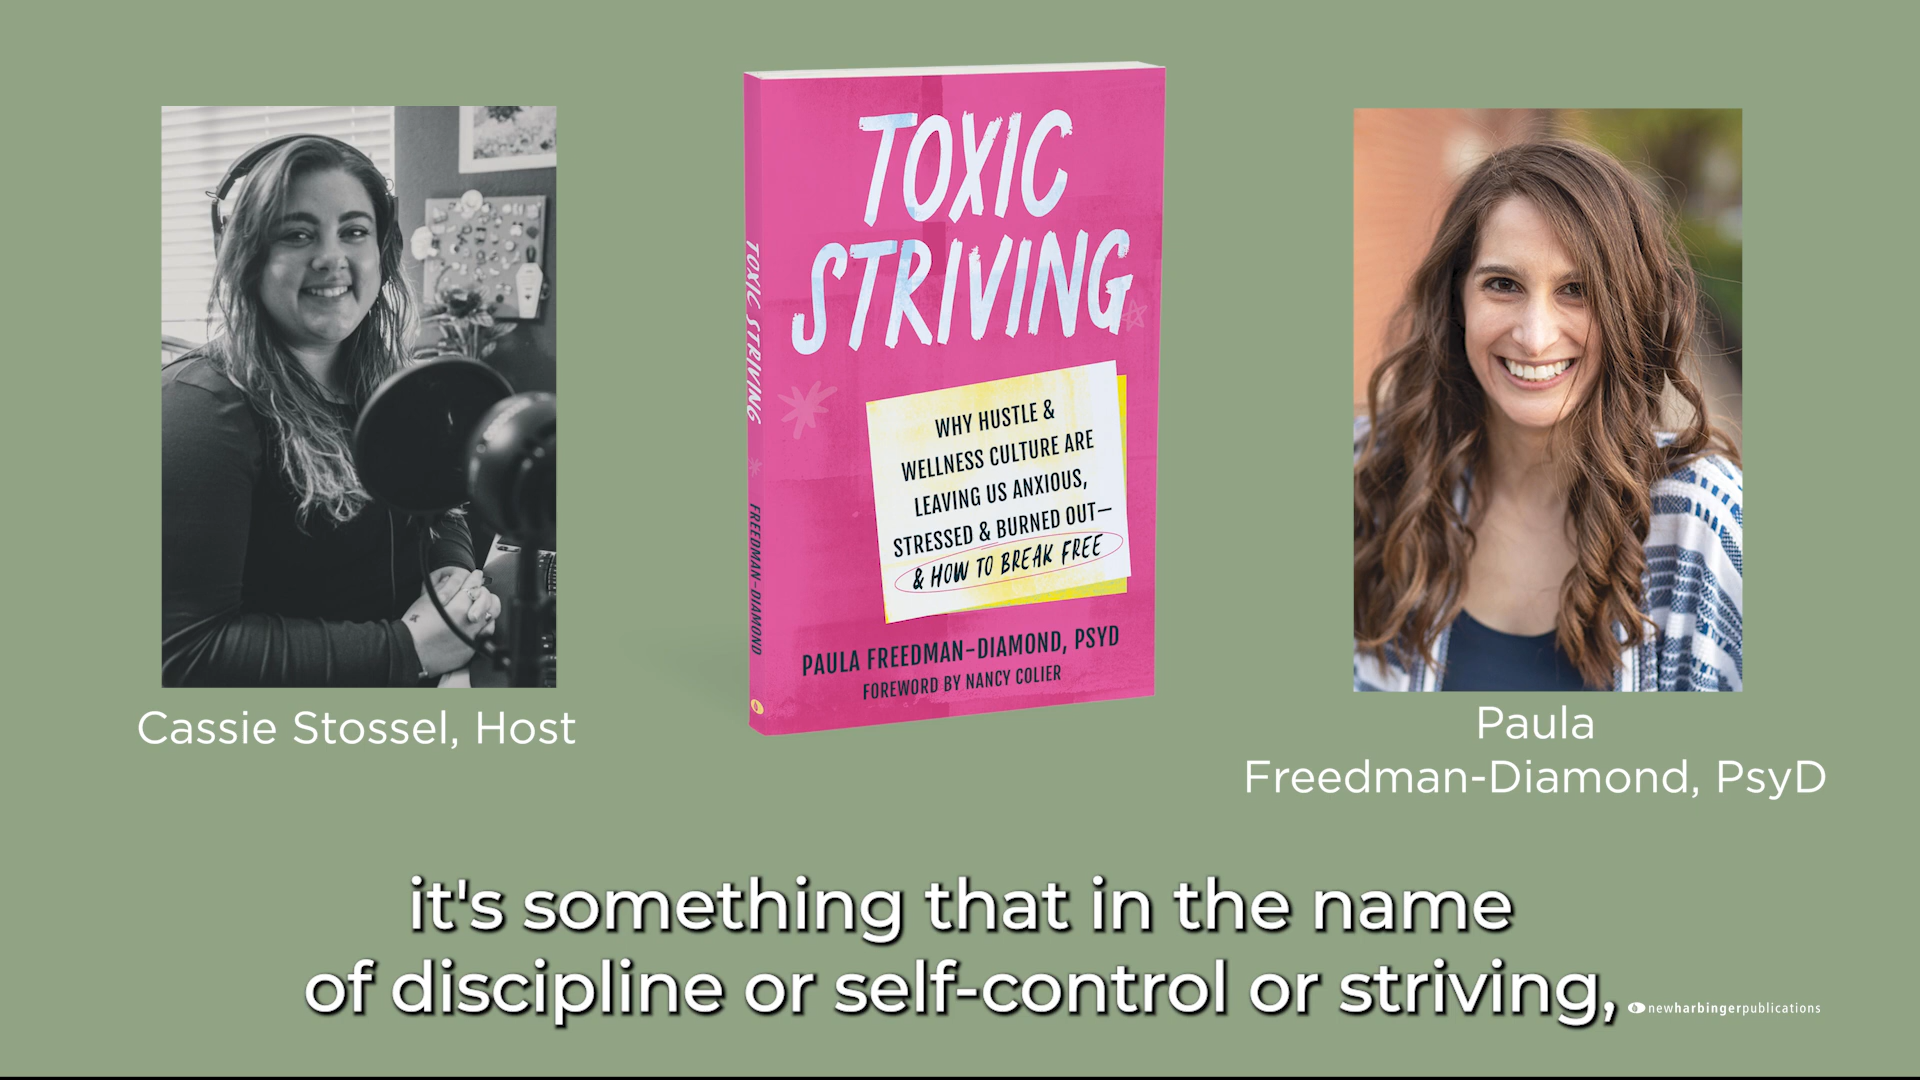 TOXIC
STRIVING
WHY HUSTLE &
WELLNESS CULTURE ARE
LEAVING US ANXIOUS,
STRESSED & BURNED OUT—
& HOW TO BREAK FREE
PAULA FREEDMAN-DIAMOND, PSYD
FOREWORD BY NANCY COLIER
TOXIC STRIVING
FREEDMAN-DIAMOND
Cassie Stossel, Host
Paula
Freedman-Diamond, PsyD
it's something that in the name
of discipline or self-control or striving,
newharbingerpublications